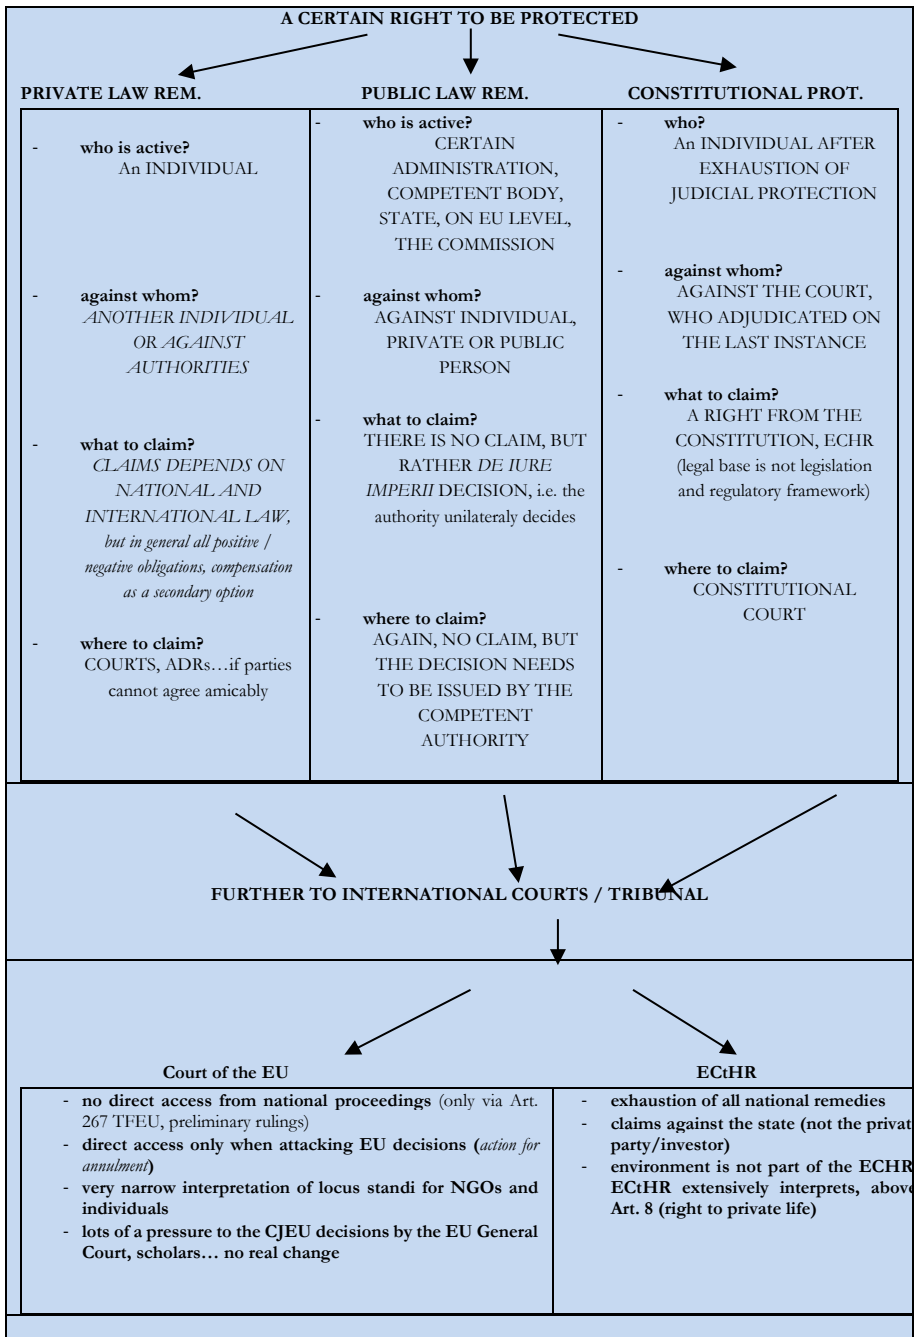 A CERTAIN RIGHT TO BE PROTECTED
PRIVATE LAW REM.
- who is active?
An INDIVIDUAL
- against whom?
ANOTHER INDIVIDUAL
OR AGAINST
AUTHORITIES
- what to claim?
CLAIMS DEPENDS ON
NATIONAL AND
INTERNATIONAL LAW,
but in general all positive /
negative obligations, compensation
as a secondary option
- where to claim?
COURTS, ADRs…if parties
cannot agree amicably
PUBLIC LAW REM.
- who is active?
CERTAIN
ADMINISTRATION,
COMPETENT BODY,
STATE, ON EU LEVEL,
THE COMMISSION
- against whom?
AGAINST INDIVIDUAL,
PRIVATE OR PUBLIC
PERSON
- what to claim?
THERE IS NO CLAIM, BUT
RATHER DE IURE
IMPERII DECISION, i.e. the
authority unilateraly decides
- where to claim?
AGAIN, NO CLAIM, BUT
THE DECISION NEEDS
TO BE ISSUED BY THE
COMPETENT
AUTHORITY
CONSTITUTIONAL PROT.
- who?
An INDIVIDUAL AFTER
EXHAUSTION OF
JUDICIAL PROTECTION
- against whom?
AGAINST THE COURT,
WHO ADJUDICATED ON
THE LAST INSTANCE
- what to claim?
A RIGHT FROM THE
CONSTITUTION, ECHR
(legal base is not legislation
and regulatory framework)
- where to claim?
CONSTITUTIONAL
COURT
FURTHER TO INTERNATIONAL COURTS / TRIBUNAL
Court of the EU
- no direct access from national proceedings (only via Art.
267 TFEU, preliminary rulings)
- direct access only when attacking EU decisions (action for
annulment)
- very narrow interpretation of locus standi for NGOs and
individuals
- lots of a pressure to the CJEU decisions by the EU General
Court, scholars… no real change
ECtHR
- exhaustion of all national remedies
- claims against the state (not the privat
party/investor)
- environment is not part of the ECHR
ECtHR extensively interprets, above
Art. 8 (right to private life)